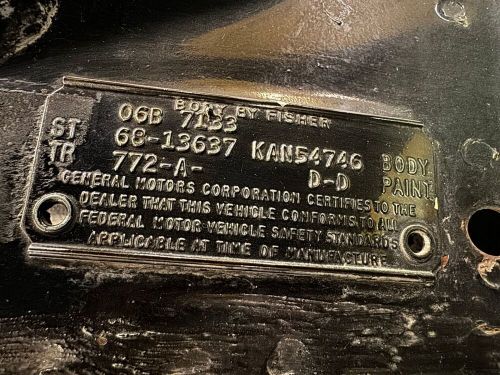 BODY BY FISHER
06B 7133
ST 68-13637 KAN54746 BODY
TR 772-A- D-D PAINT
GENERAL MOTORS CORPORATION CERTIFIES TO THE
DEALER THAT THIS VEHICLE CONFORMS TO ALL
FEDERAL MOTOR VEHICLE SAFETY STANDARDS
APPLICABLE AT TIME OF MANUFACTURE